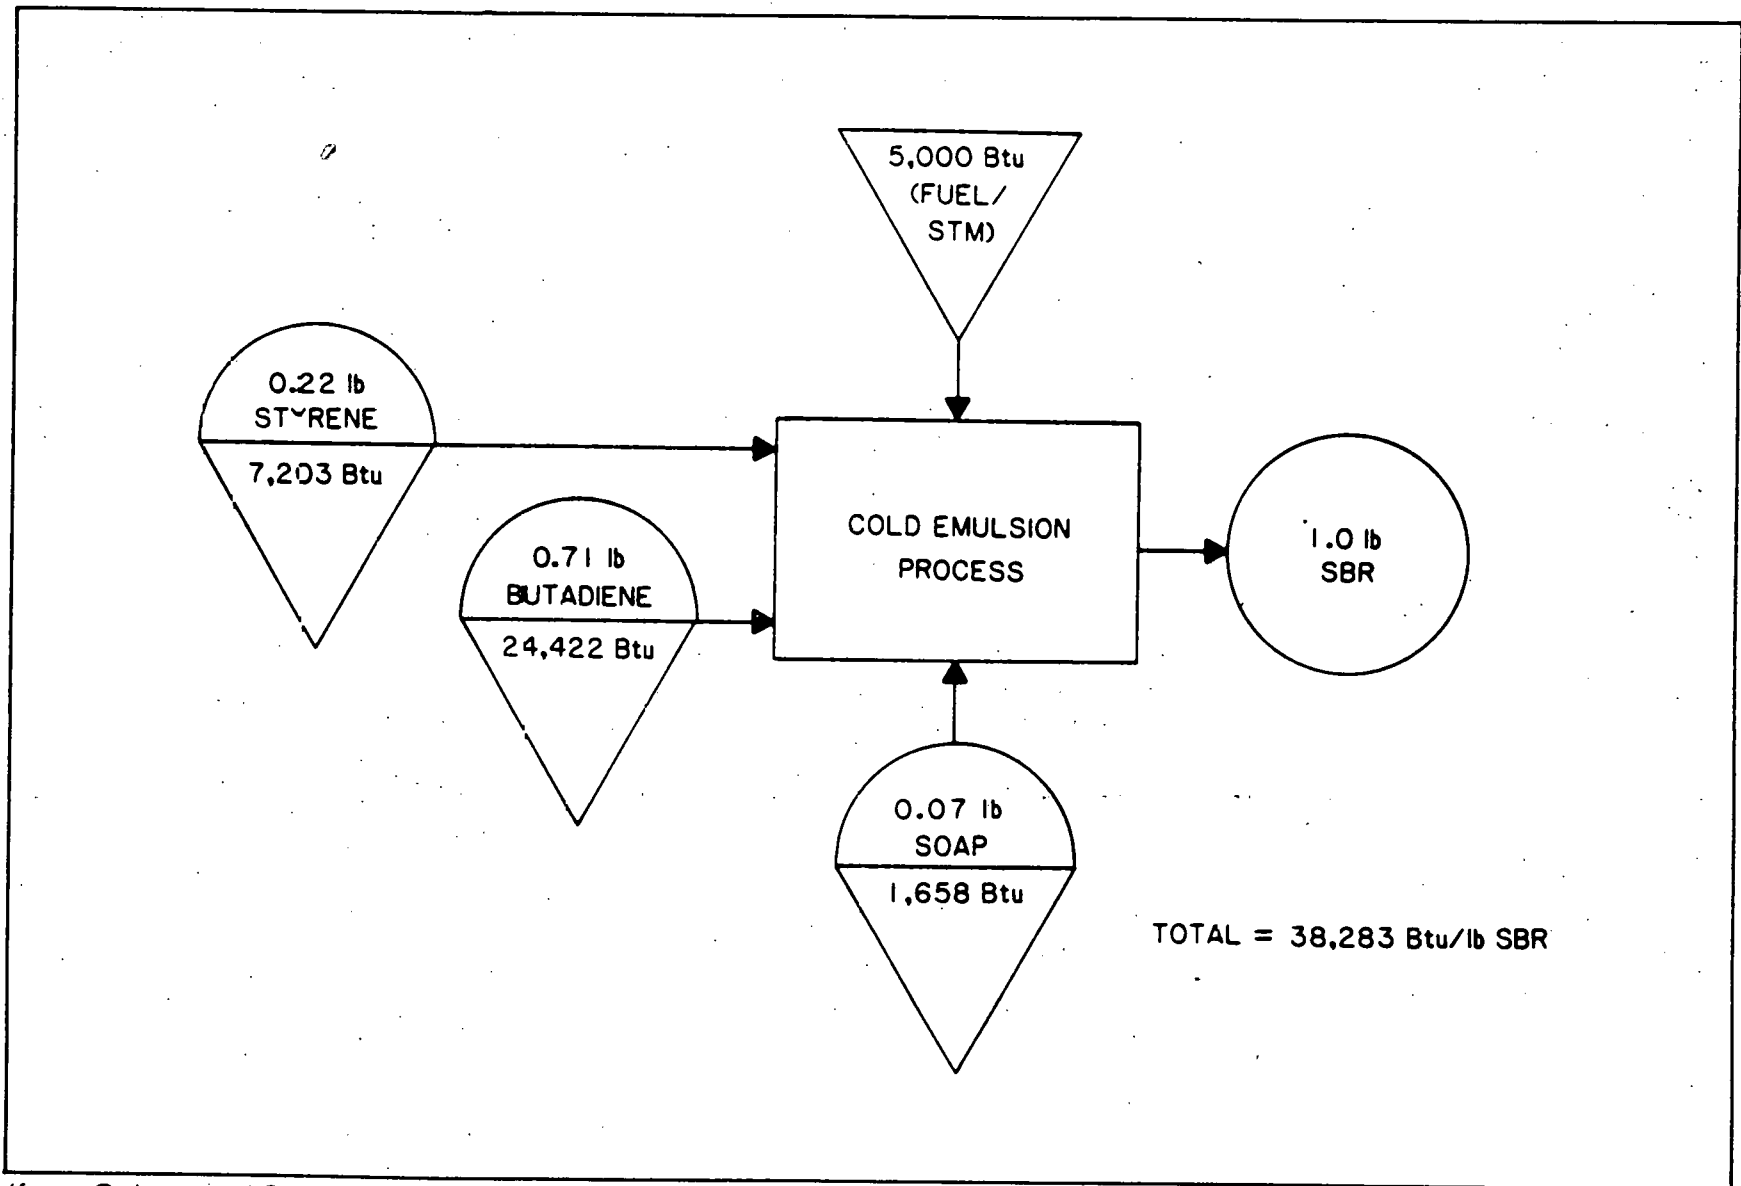 5,000 Btu
(FUEL/
STM)
0.22 lb
STYRENE
7,203 Btu
0.71 lb
BUTADIENE
24,422 Btu
COLD EMULSION
PROCESS
1.0 lb
SBR
0.07 lb
SOAP
1,658 Btu
TOTAL = 38,283 Btu/lb SBR